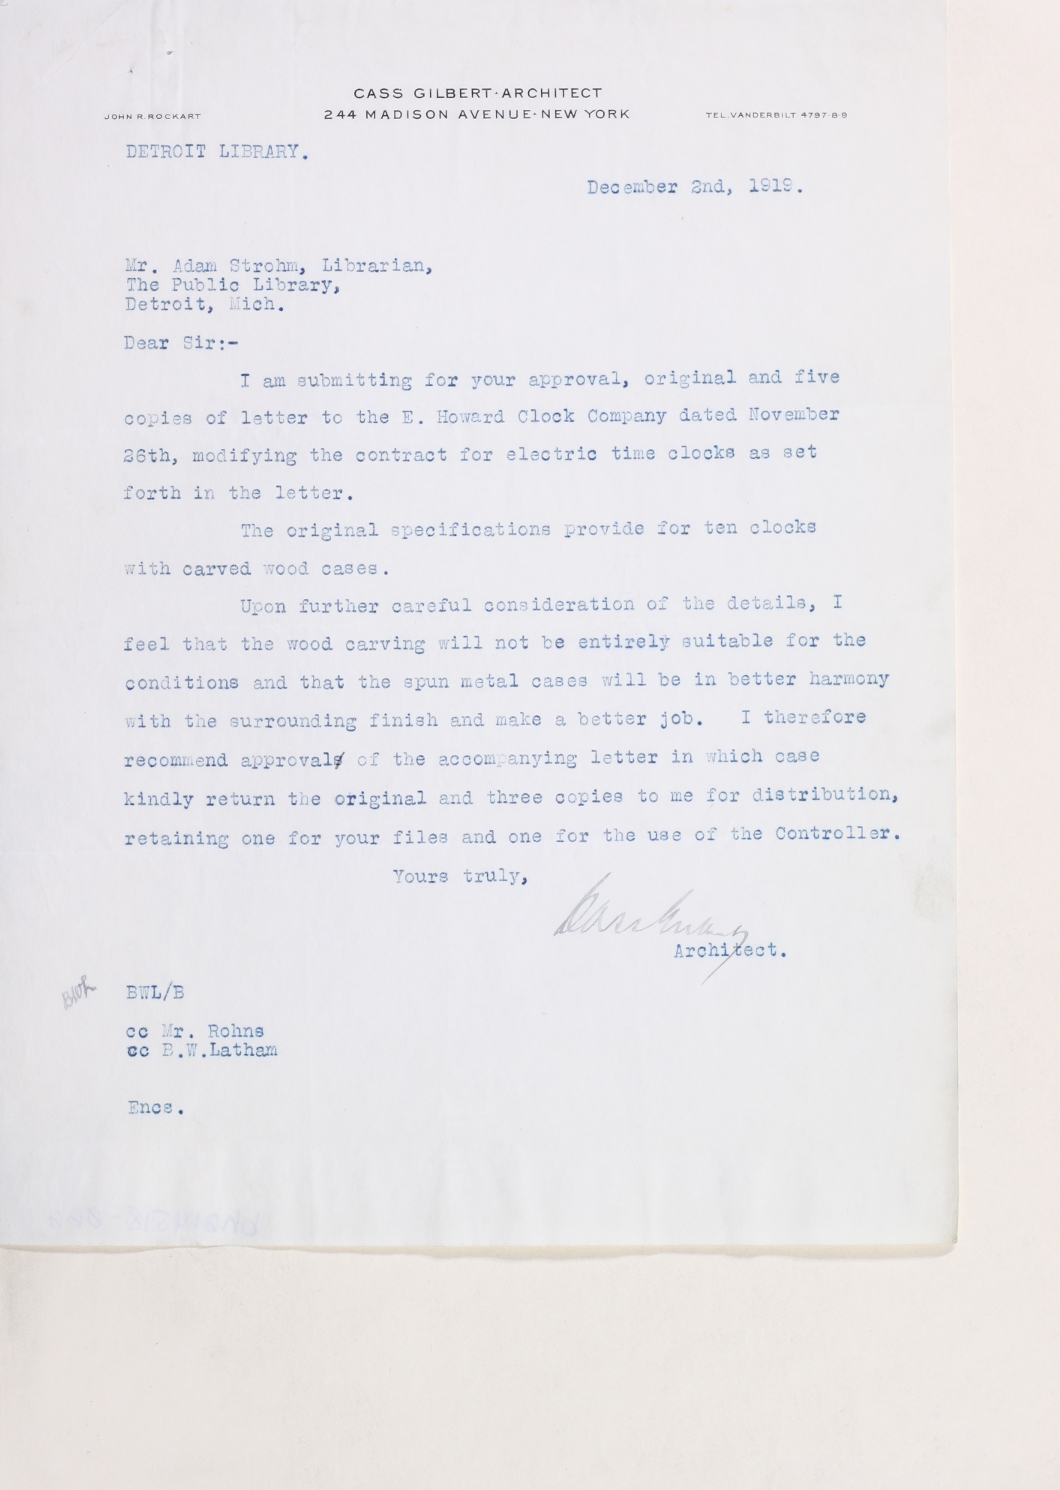 CASS GILBERT·ARCHITECT
JOHN R. ROCKART 244 MADISON AVENUE·NEW YORK TEL. VANDERBILT 4797-8-9
DETROIT LIBRARY.
December 2nd, 1919.
Mr. Adam Strohm, Librarian,
The Public Library,
Detroit, Mich.
Dear Sir:-
I am submitting for your approval, original and five
copies of letter to the E. Howard Clock Company dated November
26th, modifying the contract for electric time clocks as set
forth in the letter.
The original specifications provide for ten clocks
with carved wood cases.
Upon further careful consideration of the details, I
feel that the wood carving will not be entirely suitable for the
conditions and that the spun metal cases will be in better harmony
with the surrounding finish and make a better job. I therefore
recommend approval of the accompanying letter in which case
kindly return the original and three copies to me for distribution,
retaining one for your files and one for the use of the Controller.
Yours truly,
Cass Gilbert
Architect.
BWL
BWL/B
cc Mr. Rohns
cc B.W.Latham
Encs.